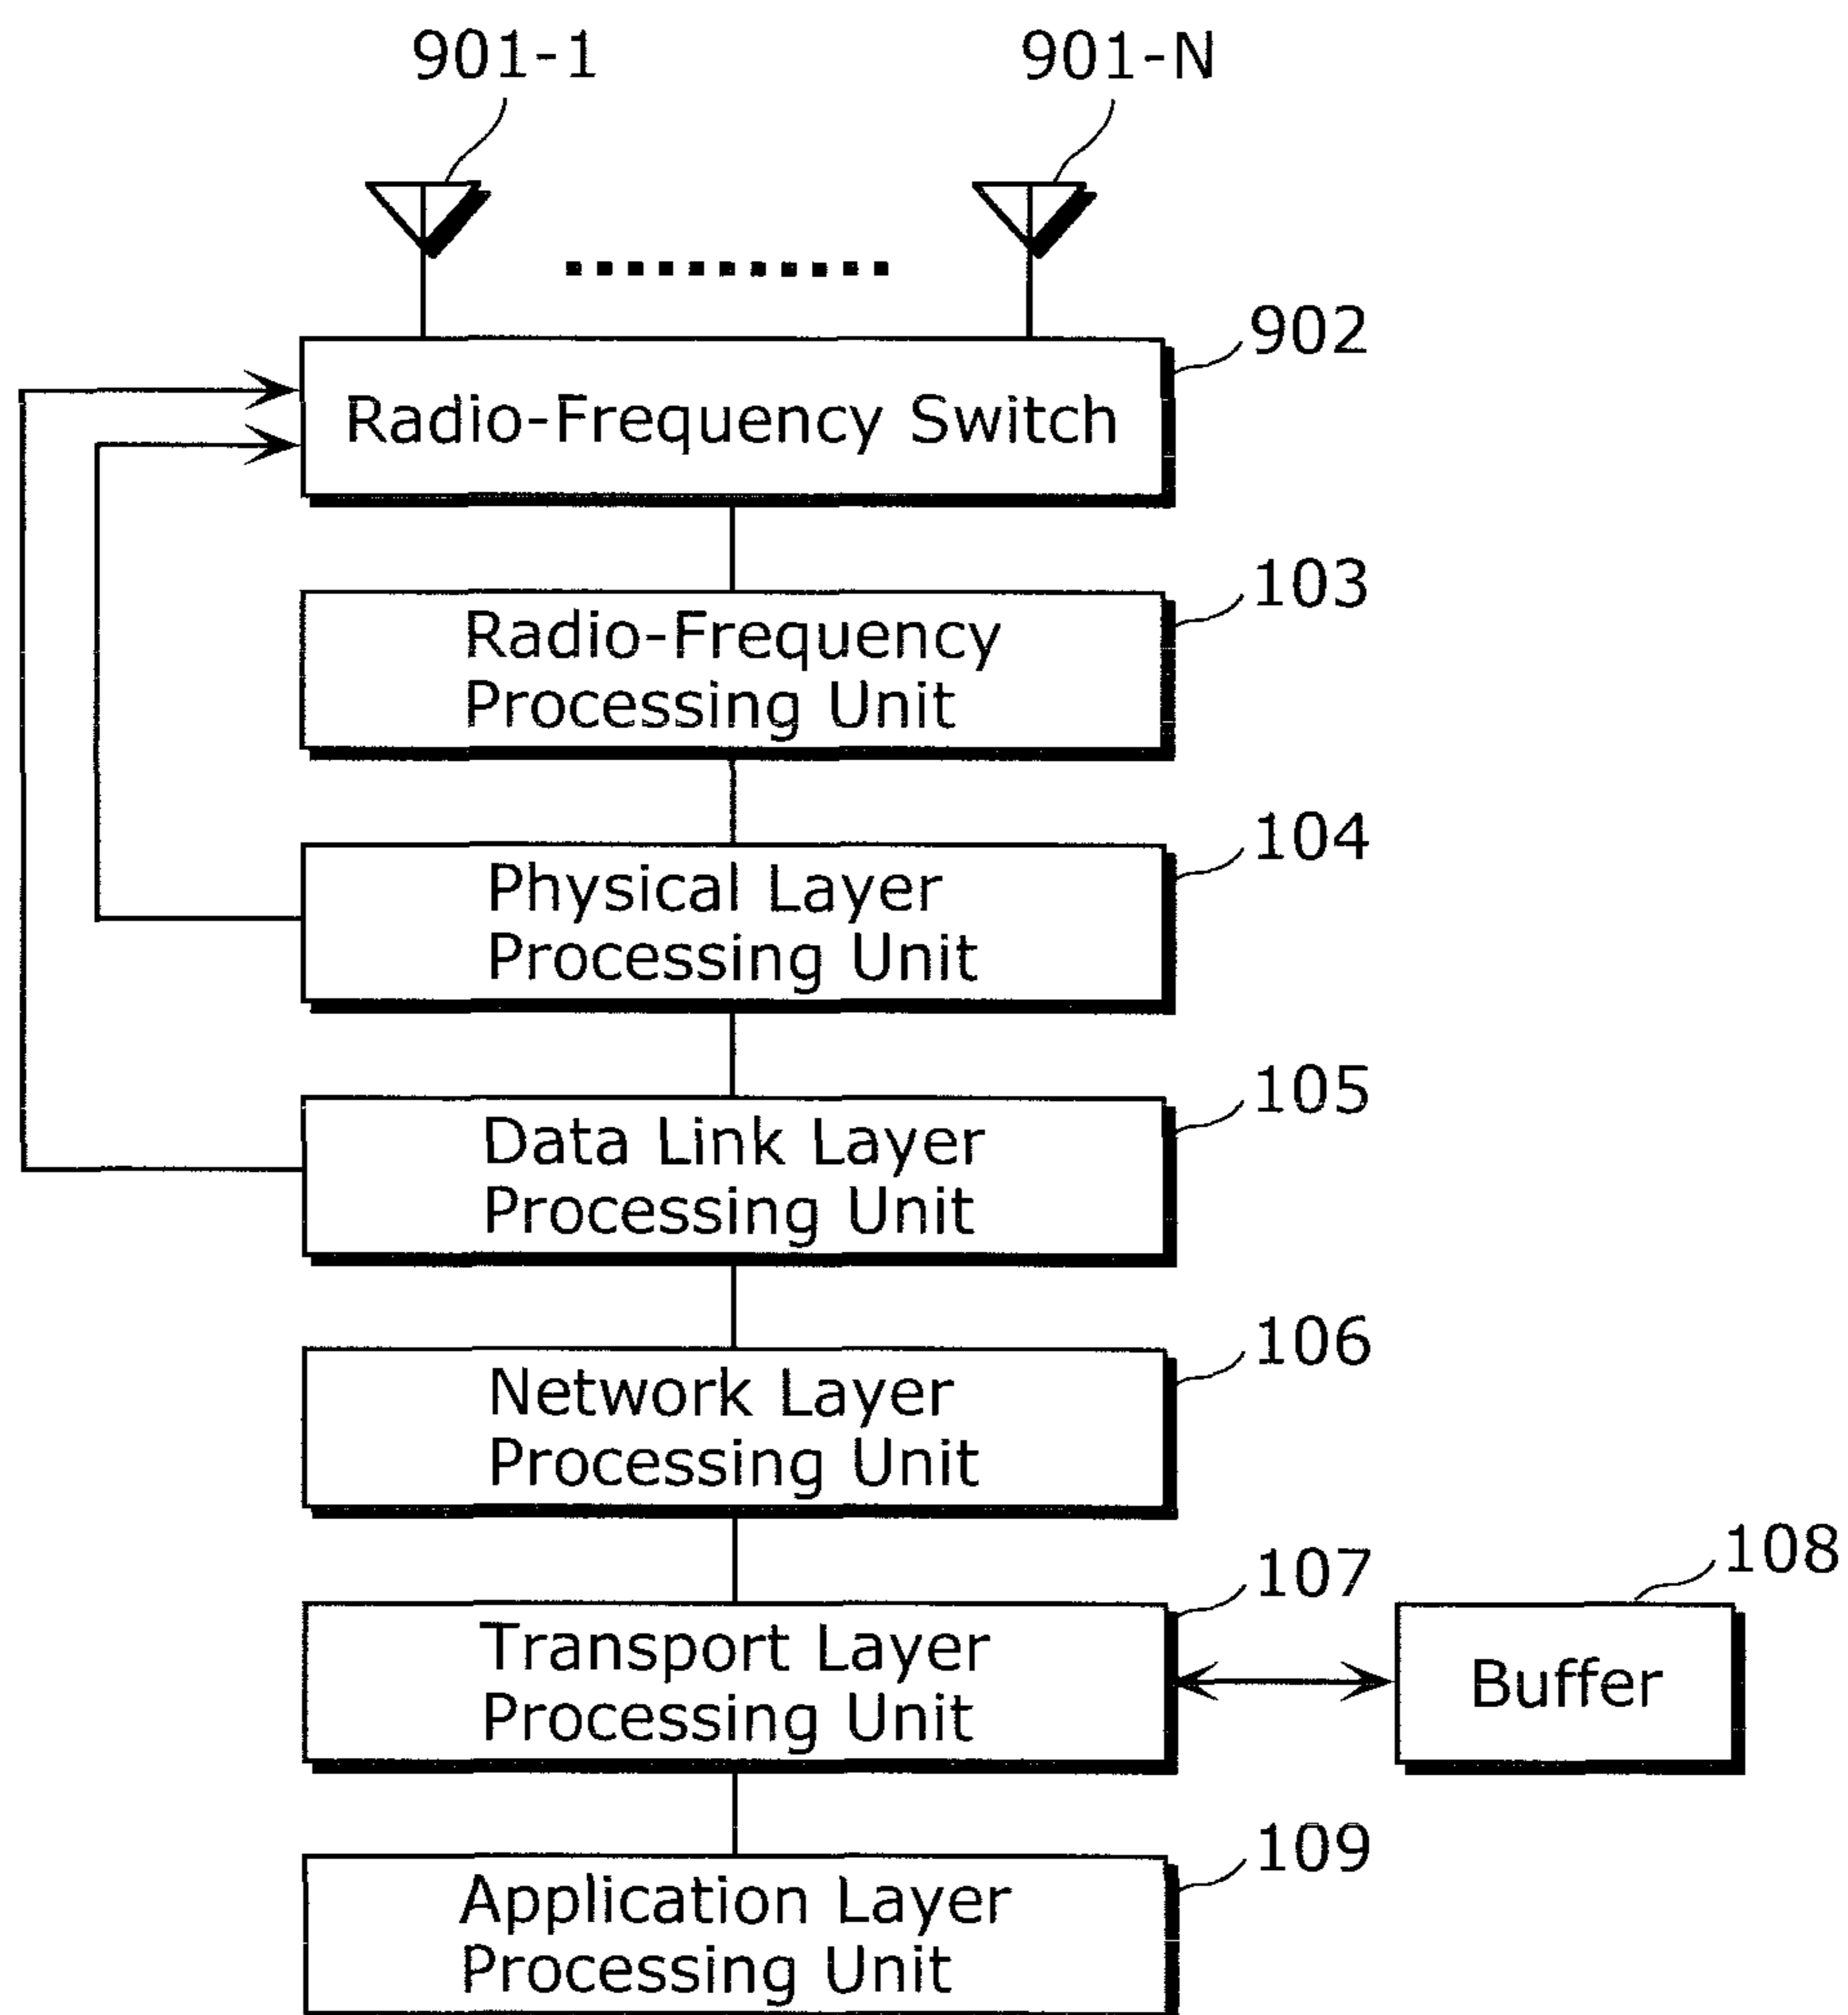 901-1
901-N
902
Radio-Frequency Switch
103
Radio-Frequency
Processing Unit
104
Physical Layer
Processing Unit
105
Data Link Layer
Processing Unit
106
Network Layer
Processing Unit
107
108
Transport Layer
Processing Unit
Buffer
109
Application Layer
Processing Unit